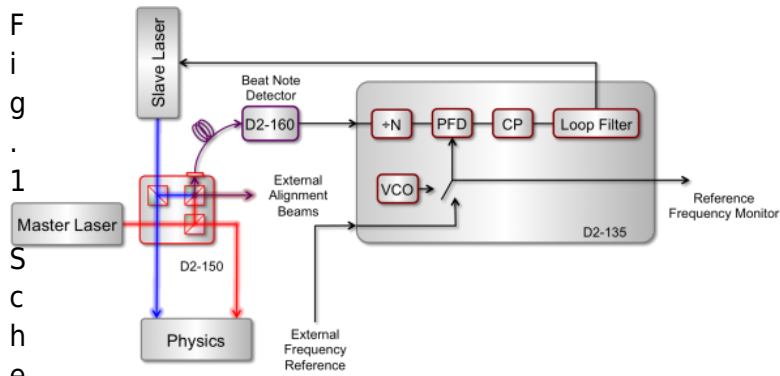 F
i
g
.
1
S
c
h
e
Slave Laser
Beat Note
Detector
D2-160
÷N
PFD
CP
Loop Filter
VCO
External
Alignment
Beams
Reference
Frequency Monitor
Master Laser
D2-135
D2-150
Physics
External
Frequency
Reference